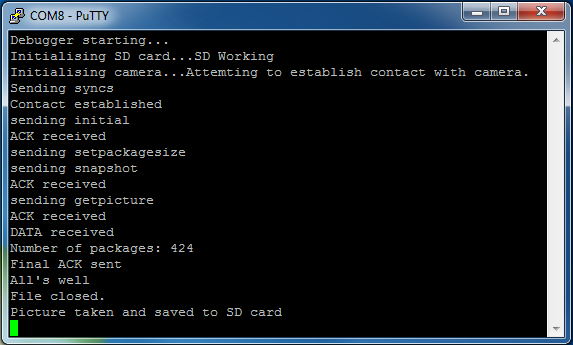 COM8 - PuTTY
Debugger starting...
Initialising SD card...SD Working
Initialising camera...Attemting to establish contact with camera.
Sending syncs
Contact established
sending initial
ACK received
sending setpackagesize
sending snapshot
ACK received
sending getpicture
ACK received
DATA received
Number of packages: 424
Final ACK sent
All's well
File closed.
Picture taken and saved to SD card